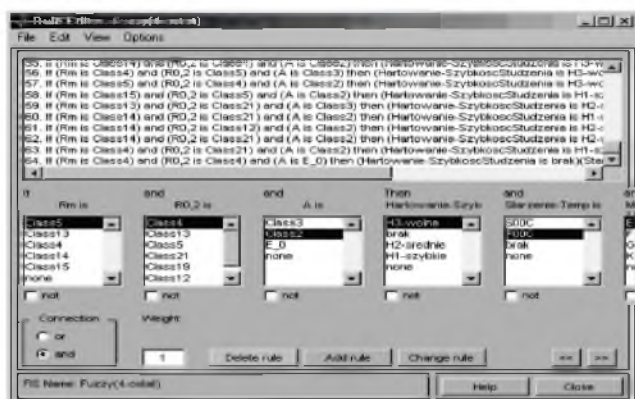 Rule Editor: Fuzzy(4-ostat)
File Edit View Options
56. If (Rm is Class14) and (R0,2 is Class5) and (A is Class3) then (Hartowanie-SzybkoscStudzenia is H3-wo
57. If (Rm is Class5) and (R0,2 is Class4) and (A is Class2) then (Hartowanie-SzybkoscStudzenia is H3-wo
58. If (Rm is Class15) and (R0,2 is Class15) and (A is Class2) then (Hartowanie-SzybkoscStudzenia is H1-
59. If (Rm is Class13) and (R0,2 is Class21) and (A is Class2) then (Hartowanie-SzybkoscStudzenia is H2-
60. If (Rm is Class14) and (R0,2 is Class21) and (A is Class2) then (Hartowanie-SzybkoscStudzenia is H1-
61. If (Rm is Class14) and (R0,2 is Class12) and (A is Class2) then (Hartowanie-SzybkoscStudzenia is H2-
62. If (Rm is Class14) and (R0,2 is Class21) and (A is Class2) then (Hartowanie-SzybkoscStudzenia is H2-
63. If (Rm is Class4) and (R0,2 is Class21) and (A is Class2) then (Hartowanie-SzybkoscStudzenia is H1-
64. If (Rm is Class4) and (R0,2 is Class4) and (A is E_0) then (Hartowanie-SzybkoscStudzenia is brak)(Star
If and and Then and
Rm is R0,2 is A is Hartowanie-Szyb Starzenie-Temp is
Class5 Class4 Class3 H3-wolne 500C
Class13 Class13 Class2 brak
Class4 Class5 E_0 H2-srednie brak
Class14 Class21 none H1-szybkie none
Class15 Class19 none
none Class12
not not not not not
Connection Weight:
or
and 1 Delete rule Add rule Change rule << >>
FIS Name: Fuzzy(4-ostat) Help Close